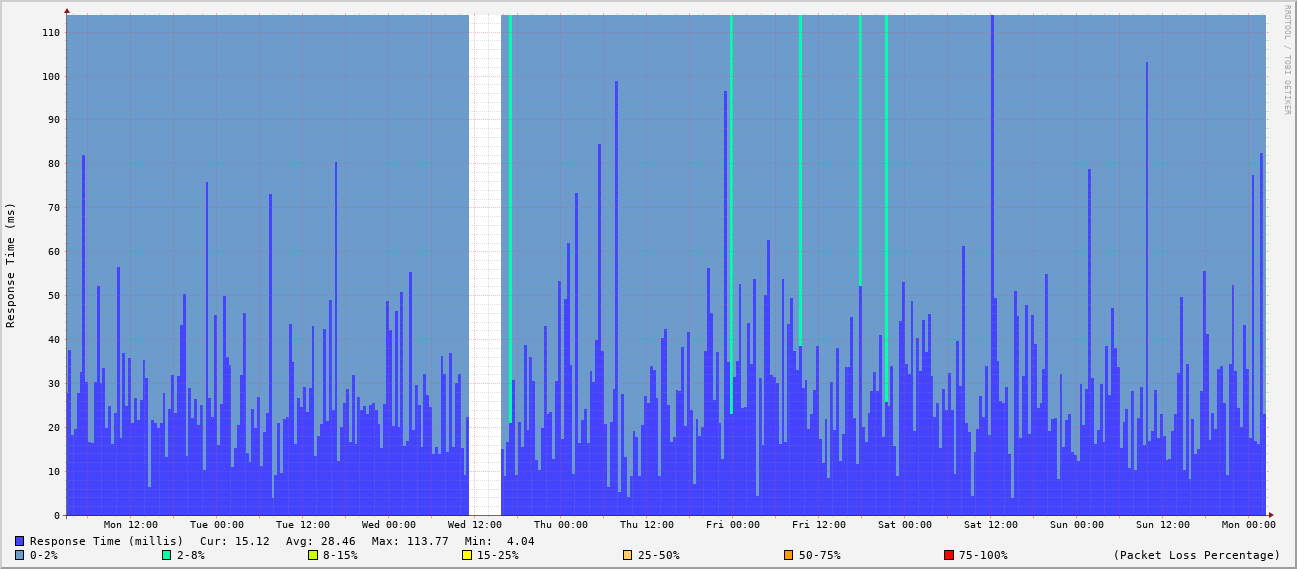 RRDTOOL / TOBI OETIKER
Response Time (ms)
110
100
90
80
70
60
50
40
30
20
10
0
Mon 12:00 Tue 00:00 Tue 12:00 Wed 00:00 Wed 12:00 Thu 00:00 Thu 12:00 Fri 00:00 Fri 12:00 Sat 00:00 Sat 12:00 Sun 00:00 Sun 12:00 Mon 00:00
Response Time (millis) Cur: 15.12 Avg: 28.46 Max: 113.77 Min: 4.04
0-2% 2-8% 8-15% 15-25% 25-50% 50-75% 75-100% (Packet Loss Percentage)